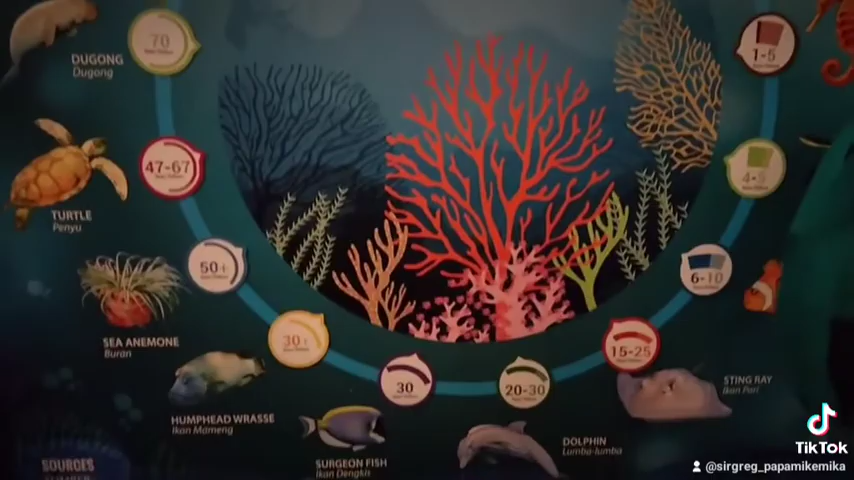 70
DUGONG
Dugong
1-5
47-67
TURTLE
Penyu
4-5
50+
6-10
SEA ANEMONE
Buran
30+
15-25
30
20-30
STING RAY
Ikan Pari
HUMPHEAD WRASSE
Ikan Mameng
DOLPHIN
Lumba-lumba
SURGEON FISH
Ikan Dengkis
SOURCES
TikTok
@sirgreg_papamikemika